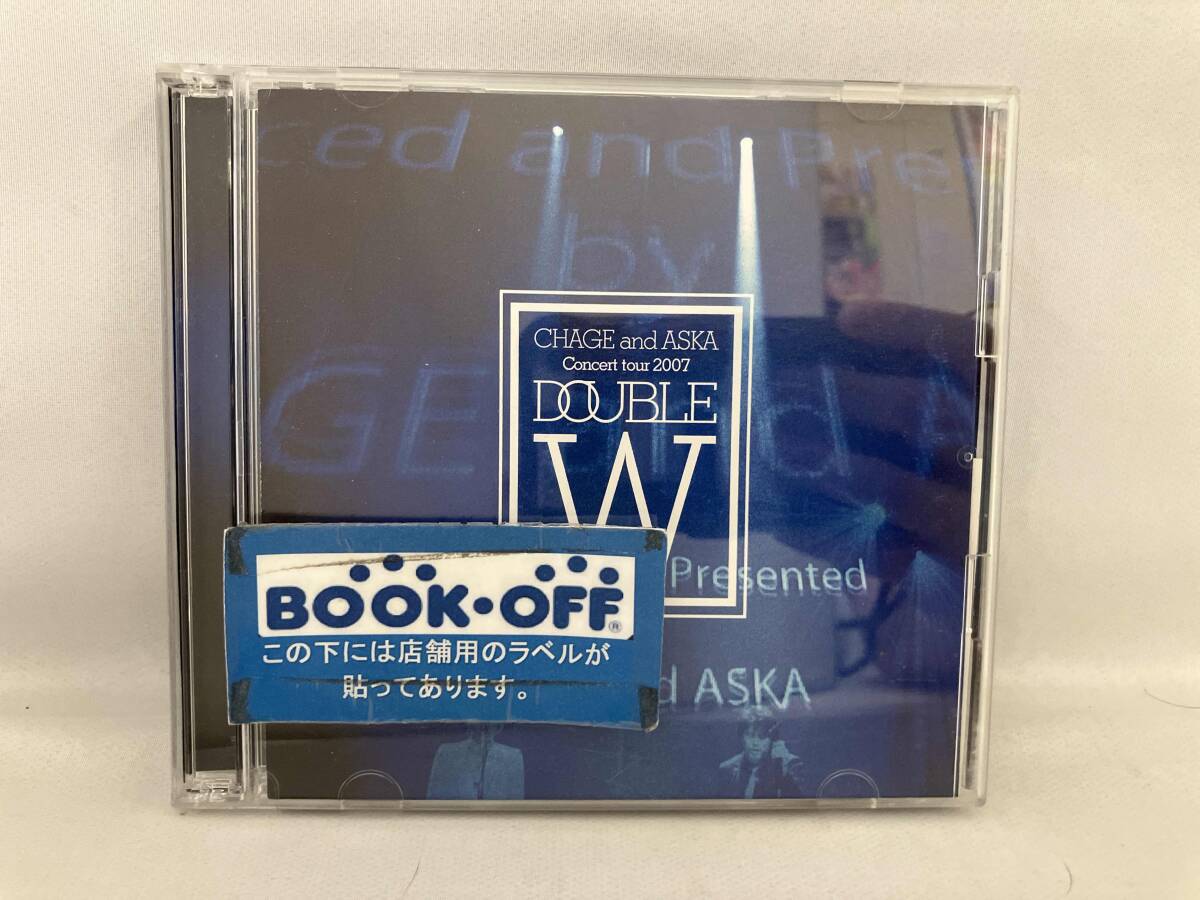 ced and Pre
by
CHAGE and ASKA
Concert tour 2007
DOUBLE
W
GE and A
Presented
d ASKA
BOOK・OFF®
この下には店舗用のラベルが
貼ってあります。